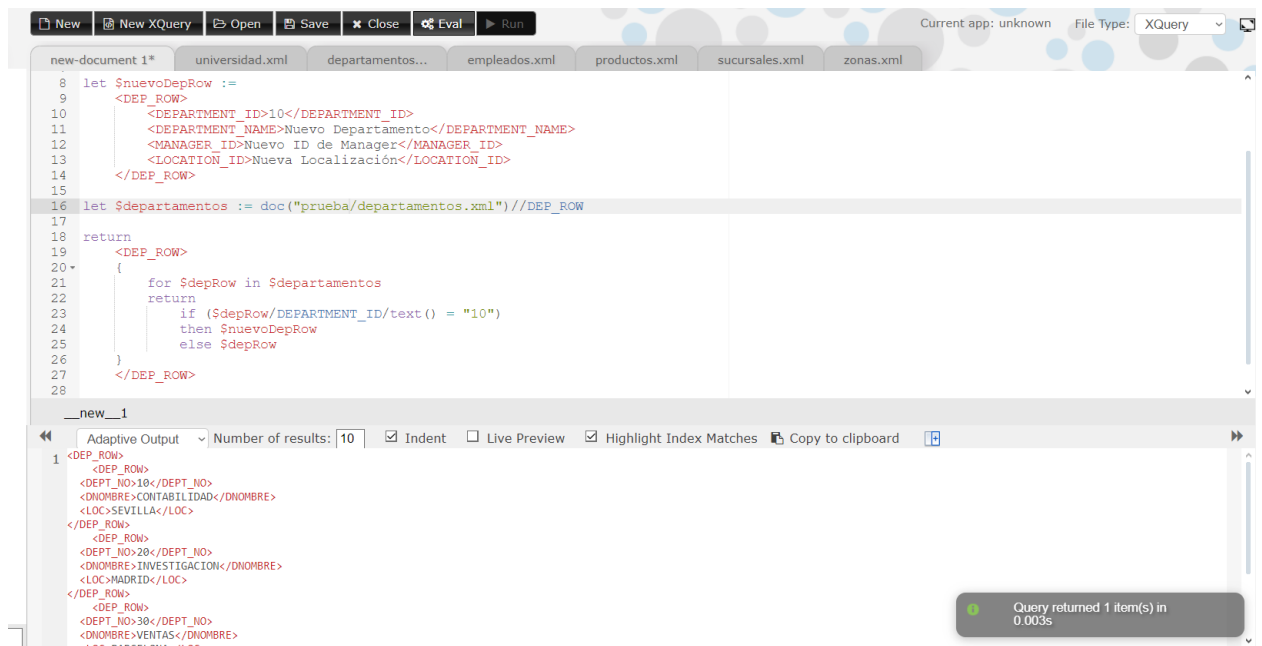 New New XQuery Open Save Close Eval Run Current app: unknown File Type: XQuery
new-document 1* universidad.xml departamentos... empleados.xml productos.xml sucursales.xml zonas.xml
8 let $nuevoDepRow :=
9 <DEP_ROW>
10 <DEPARTMENT_ID>10</DEPARTMENT_ID>
11 <DEPARTMENT_NAME>Nuevo Departamento</DEPARTMENT_NAME>
12 <MANAGER_ID>Nuevo ID de Manager</MANAGER_ID>
13 <LOCATION_ID>Nueva Localización</LOCATION_ID>
14 </DEP_ROW>
15
16 let $departamentos := doc("prueba/departamentos.xml")//DEP_ROW
17
18 return
19 <DEP_ROW>
20 {
21 for $depRow in $departamentos
22 return
23 if ($depRow/DEPARTMENT_ID/text() = "10")
24 then $nuevoDepRow
25 else $depRow
26 }
27 </DEP_ROW>
28
__new__1
Adaptive Output Number of results: 10 Indent Live Preview Highlight Index Matches Copy to clipboard
1 <DEP_ROW>
<DEP_ROW>
<DEPT_NO>10</DEPT_NO>
<DNOMBRE>CONTABILIDAD</DNOMBRE>
<LOC>SEVILLA</LOC>
</DEP_ROW>
<DEP_ROW>
<DEPT_NO>20</DEPT_NO>
<DNOMBRE>INVESTIGACION</DNOMBRE>
<LOC>MADRID</LOC>
</DEP_ROW>
<DEP_ROW>
<DEPT_NO>30</DEPT_NO>
<DNOMBRE>VENTAS</DNOMBRE>
Query returned 1 item(s) in
0.003s